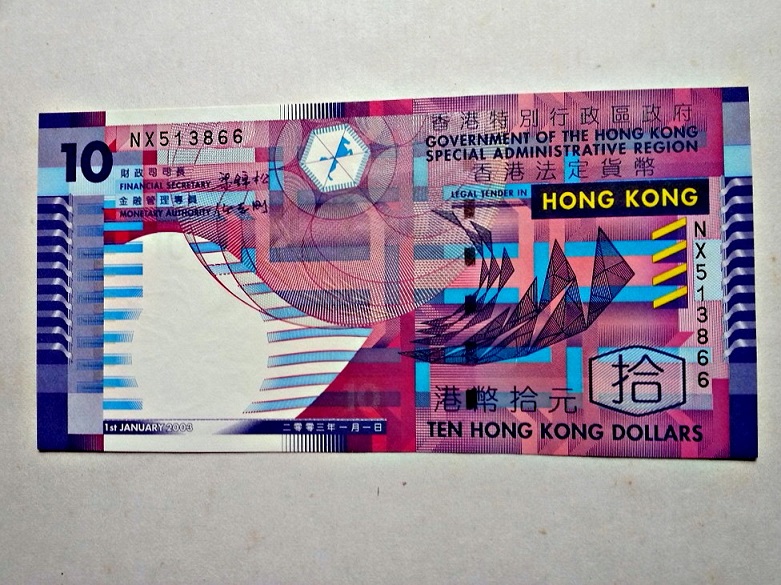 10
NX513866
財政司司長
FINANCIAL SECRETARY
金融管理專員
MONETARY AUTHORITY
香港特別行政區政府
GOVERNMENT OF THE HONG KONG
SPECIAL ADMINISTRATIVE REGION
香港法定貨幣
LEGAL TENDER IN
HONG KONG
NX513866
拾
港幣拾元
TEN HONG KONG DOLLARS
10
1st JANUARY 2003
二零零三年一月一日